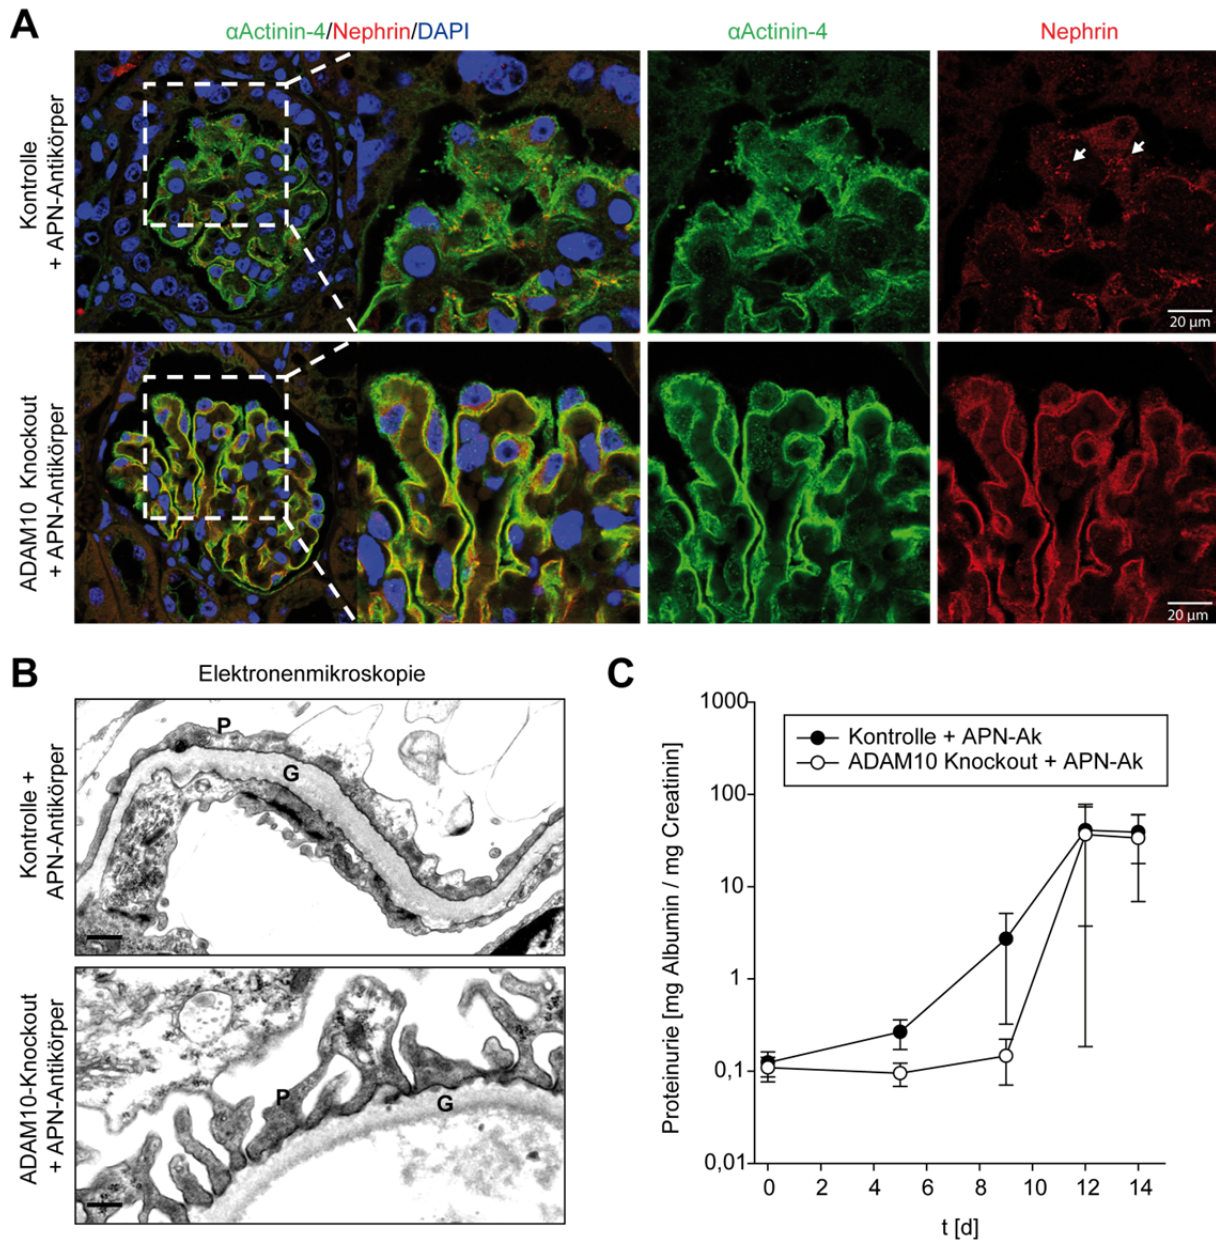 A
αActinin-4/Nephrin/DAPI
αActinin-4
Nephrin
Kontrolle
+ APN-Antikörper
20 µm
ADAM10 Knockout
+ APN-Antikörper
20 µm
B
Elektronenmikroskopie
Kontrolle +
APN-Antikörper
P
G
ADAM10-Knockout
+ APN-Antikörper
P
G
C
Proteinurie [mg Albumin / mg Creatinin]
1000
100
10
1
0,1
0,01
Kontrolle + APN-Ak
ADAM10 Knockout + APN-Ak
0 2 4 6 8 10 12 14
t [d]